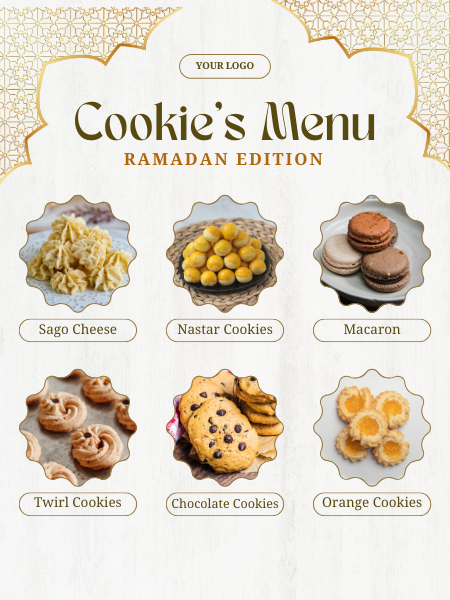 YOUR LOGO
Cookie's Menu
RAMADAN EDITION
Sago Cheese
Nastar Cookies
Macaron
Twirl Cookies
Chocolate Cookies
Orange Cookies